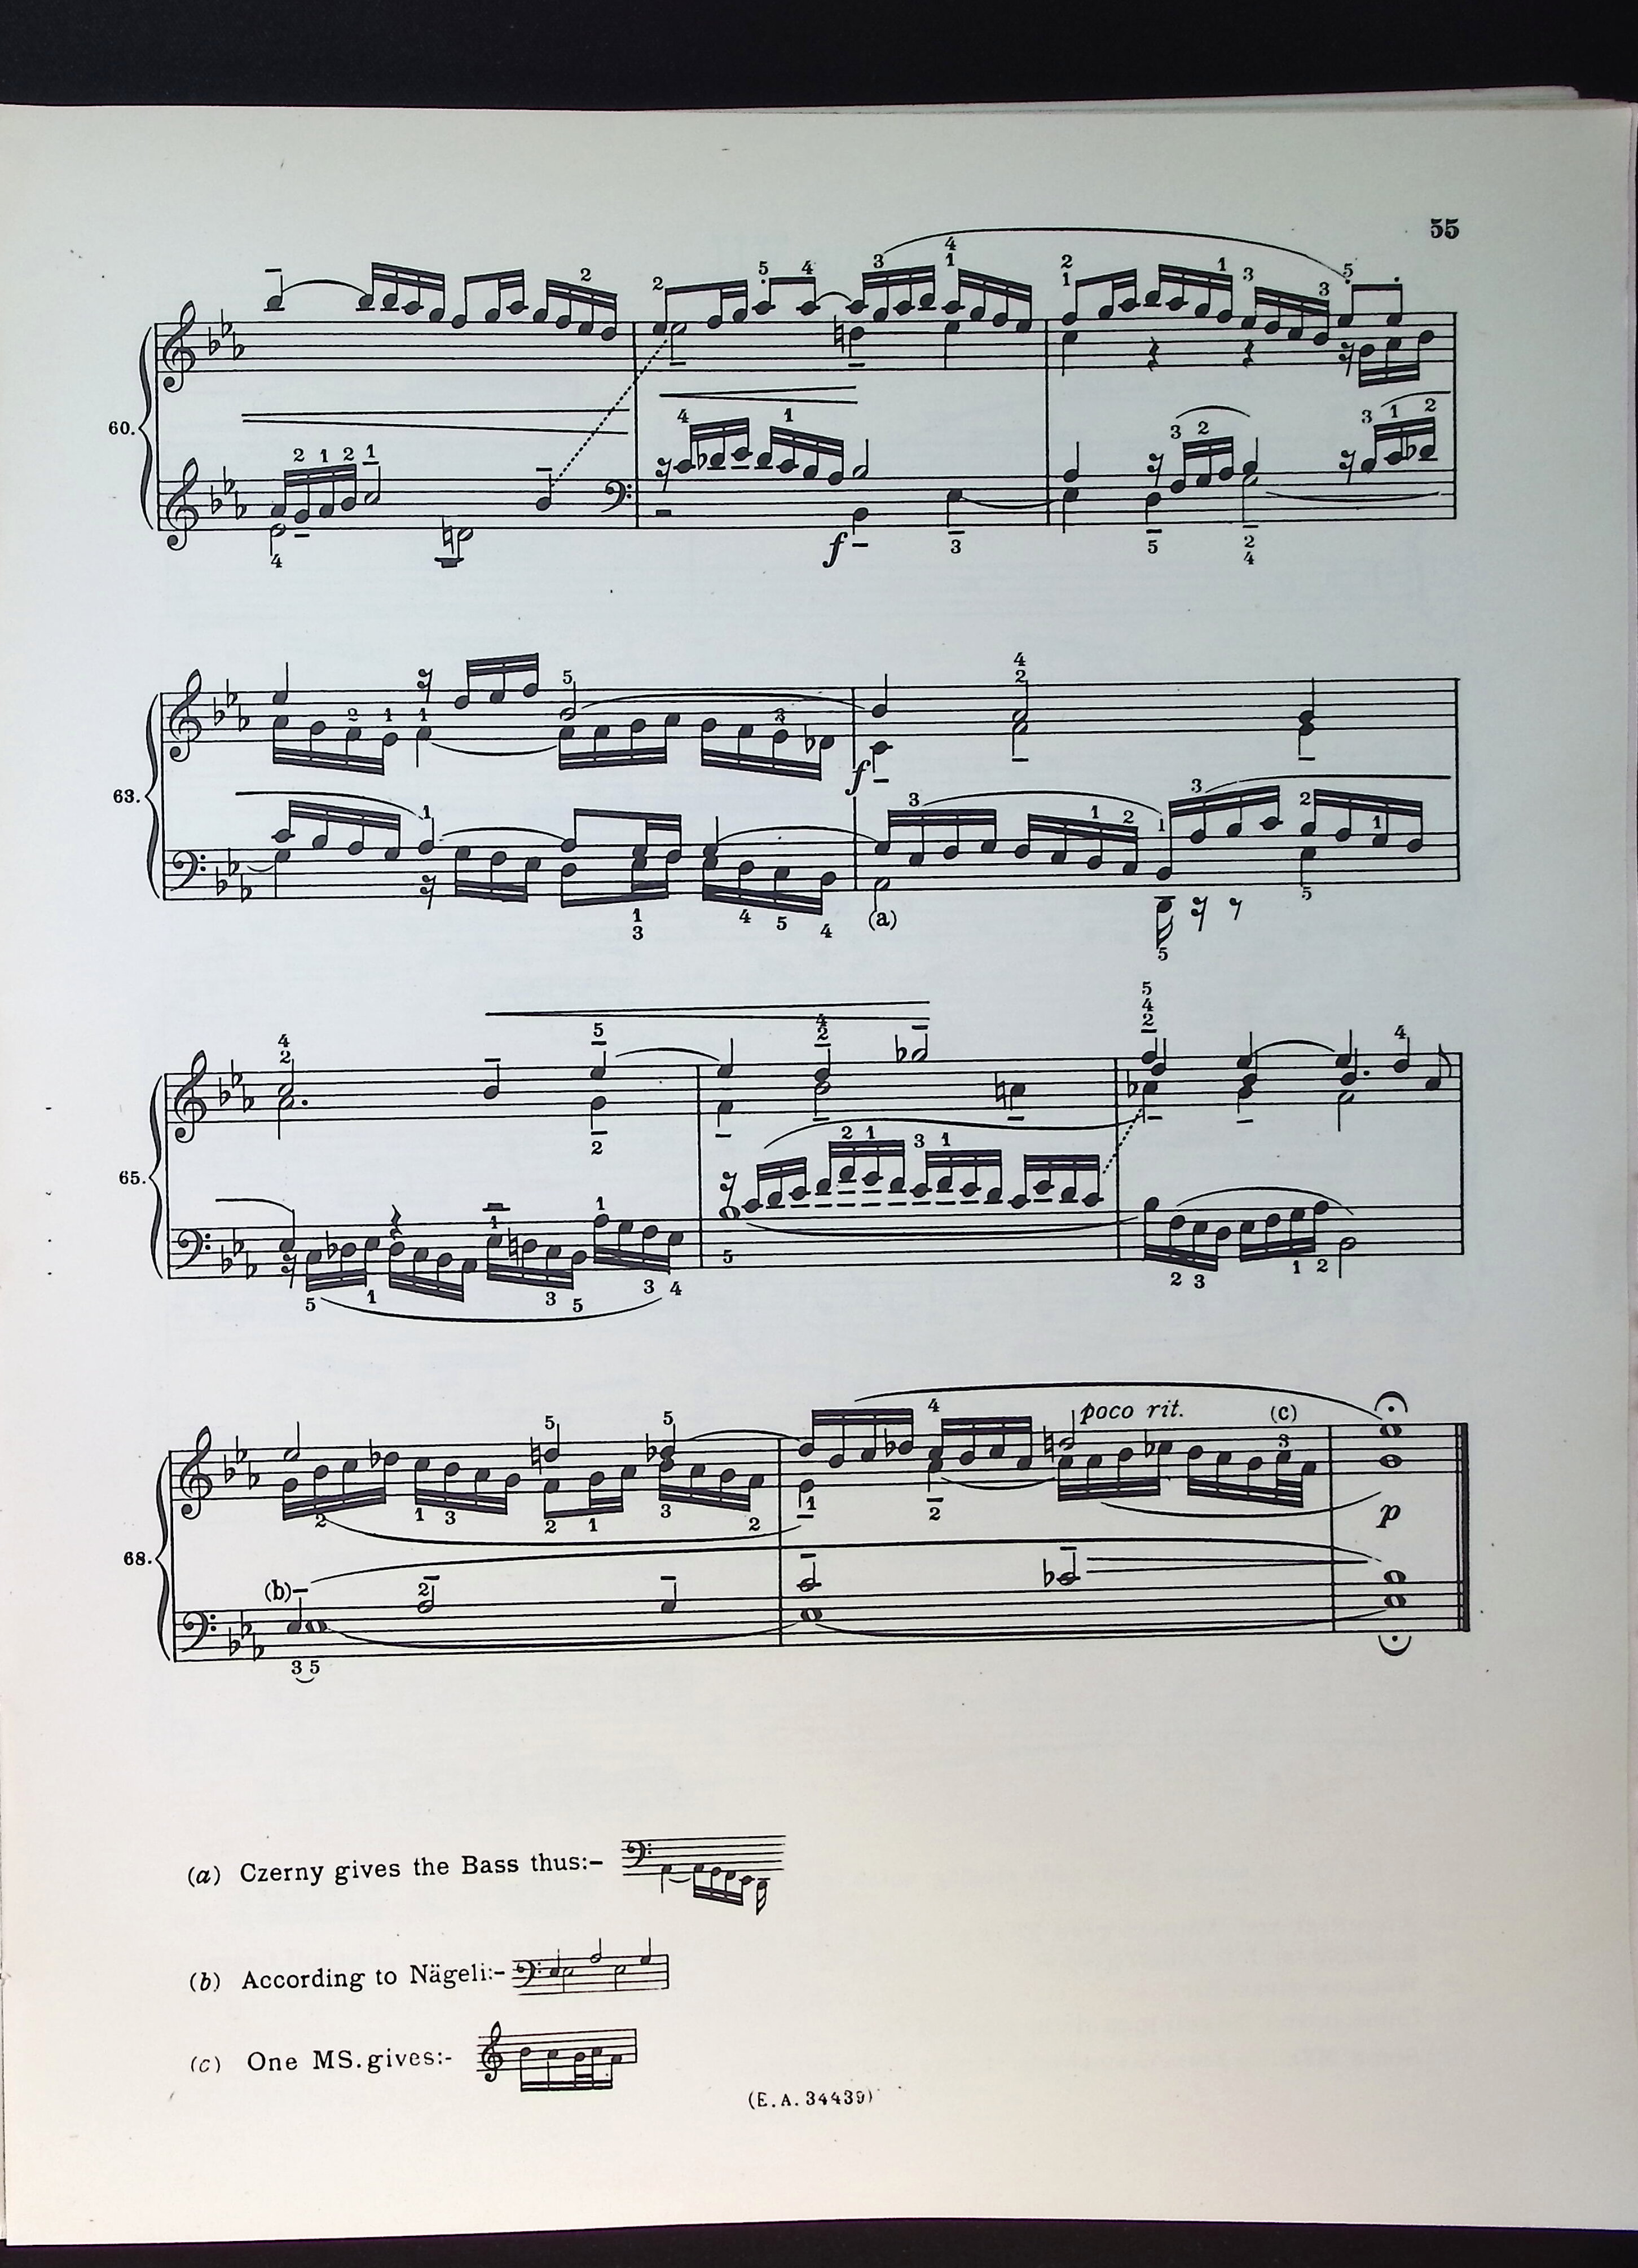 55
60.
f
63.
f
(a)
65.
68.
poco rit.
(c)
(b)
p
(a) Czerny gives the Bass thus:–
(b) According to Nägeli:–
(c) One MS. gives:-
(E.A. 34439)